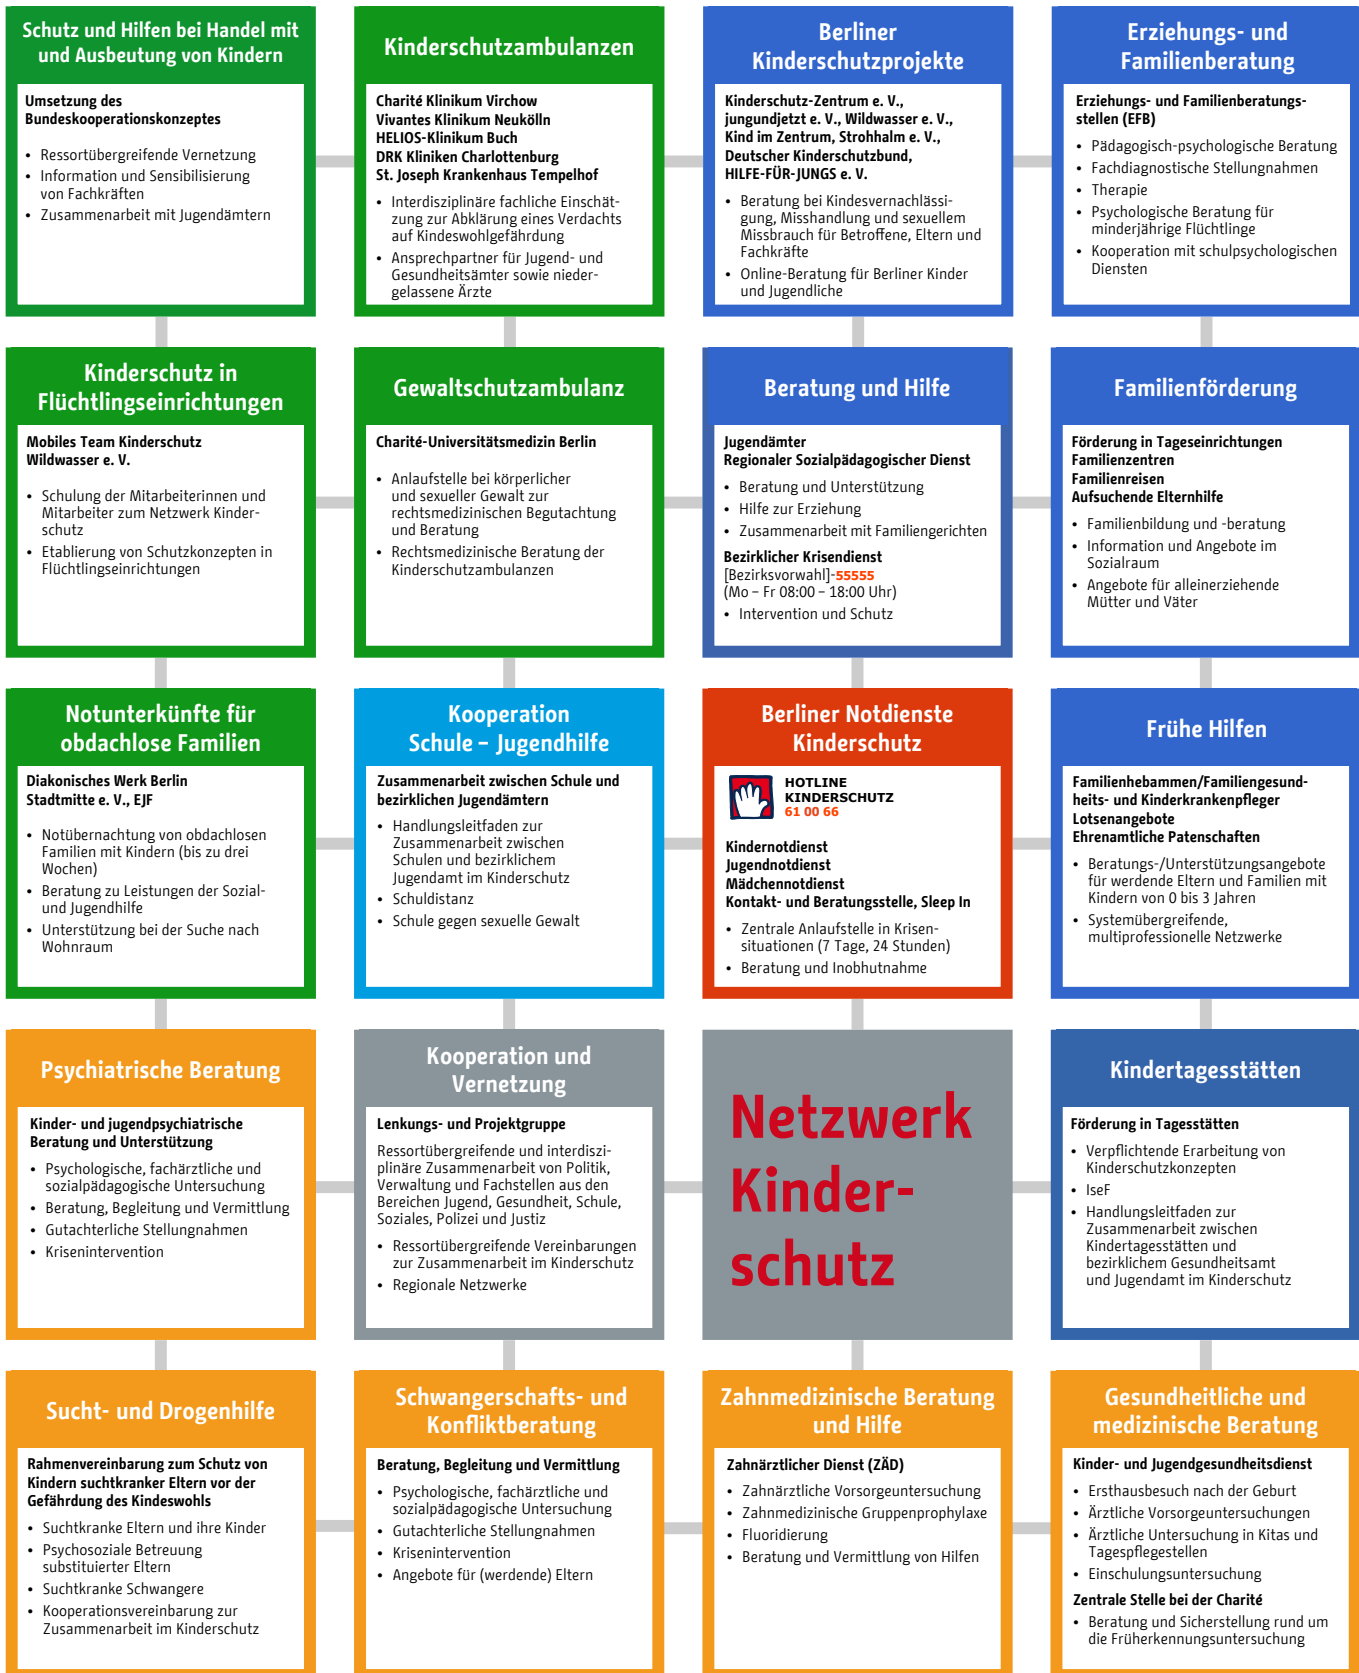 Schutz und Hilfen bei Handel mit
und Ausbeutung von Kindern
Umsetzung des
Bundeskooperationskonzeptes
• Ressortübergreifende Vernetzung
• Information und Sensibilisierung
von Fachkräften
• Zusammenarbeit mit Jugendämtern
Kinderschutzambulanzen
Charité Klinikum Virchow
Vivantes Klinikum Neukölln
HELIOS-Klinikum Buch
DRK Kliniken Charlottenburg
St. Joseph Krankenhaus Tempelhof
• Interdisziplinäre fachliche Einschät-
zung zur Abklärung eines Verdachts
auf Kindeswohlgefährdung
• Ansprechpartner für Jugend- und
Gesundheitsämter sowie nieder-
gelassene Ärzte
Berliner
Kinderschutzprojekte
Kinderschutz-Zentrum e. V.,
jungundjetzt e. V., Wildwasser e. V.,
Kind im Zentrum, Strohhalm e. V.,
Deutscher Kinderschutzbund,
HILFE-FÜR-JUNGS e. V.
• Beratung bei Kindesvernachlässi-
gung, Misshandlung und sexuellem
Missbrauch für Betroffene, Eltern und
Fachkräfte
• Online-Beratung für Berliner Kinder
und Jugendliche
Erziehungs- und
Familienberatung
Erziehungs- und Familienberatungs-
stellen (EFB)
• Pädagogisch-psychologische Beratung
• Fachdiagnostische Stellungnahmen
• Therapie
• Psychologische Beratung für
minderjährige Flüchtlinge
• Kooperation mit schulpsychologischen
Diensten
Kinderschutz in
Flüchtlingseinrichtungen
Mobiles Team Kinderschutz
Wildwasser e. V.
• Schulung der Mitarbeiterinnen und
Mitarbeiter zum Netzwerk Kinder-
schutz
• Etablierung von Schutzkonzepten in
Flüchtlingseinrichtungen
Gewaltschutzambulanz
Charité-Universitätsmedizin Berlin
• Anlaufstelle bei körperlicher
und sexueller Gewalt zur
rechtsmedizinischen Begutachtung
und Beratung
• Rechtsmedizinische Beratung der
Kinderschutzambulanzen
Beratung und Hilfe
Jugendämter
Regionaler Sozialpädagogischer Dienst
• Beratung und Unterstützung
• Hilfe zur Erziehung
• Zusammenarbeit mit Familiengerichten
Bezirklicher Krisendienst
[Bezirksvorwahl]-55555
(Mo – Fr 08:00 – 18:00 Uhr)
• Intervention und Schutz
Familienförderung
Förderung in Tageseinrichtungen
Familienzentren
Familienreisen
Aufsuchende Elternhilfe
• Familienbildung und -beratung
• Information und Angebote im
Sozialraum
• Angebote für alleinerziehende
Mütter und Väter
Notunterkünfte für
obdachlose Familien
Diakonisches Werk Berlin
Stadtmitte e. V., EJF
• Notübernachtung von obdachlosen
Familien mit Kindern (bis zu drei
Wochen)
• Beratung zu Leistungen der Sozial-
und Jugendhilfe
• Unterstützung bei der Suche nach
Wohnraum
Kooperation
Schule – Jugendhilfe
Zusammenarbeit zwischen Schule und
bezirklichen Jugendämtern
• Handlungsleitfaden zur
Zusammenarbeit zwischen
Schulen und bezirklichem
Jugendamt im Kinderschutz
• Schuldistanz
• Schule gegen sexuelle Gewalt
Berliner Notdienste
Kinderschutz
HOTLINE
KINDERSCHUTZ
61 00 66
Kindernotdienst
Jugendnotdienst
Mädchennotdienst
Kontakt- und Beratungsstelle, Sleep In
• Zentrale Anlaufstelle in Krisen-
situationen (7 Tage, 24 Stunden)
• Beratung und Inobhutnahme
Frühe Hilfen
Familienhebammen/Familiengesund-
heits- und Kinderkrankenpfleger
Lotsenangebote
Ehrenamtliche Patenschaften
• Beratungs-/Unterstützungsangebote
für werdende Eltern und Familien mit
Kindern von 0 bis 3 Jahren
• Systemübergreifende,
multiprofessionelle Netzwerke
Psychiatrische Beratung
Kinder- und jugendpsychiatrische
Beratung und Unterstützung
• Psychologische, fachärztliche und
sozialpädagogische Untersuchung
• Beratung, Begleitung und Vermittlung
• Gutachterliche Stellungnahmen
• Krisenintervention
Kooperation und
Vernetzung
Lenkungs- und Projektgruppe
Ressortübergreifende und interdiszi-
plinäre Zusammenarbeit von Politik,
Verwaltung und Fachstellen aus den
Bereichen Jugend, Gesundheit, Schule,
Soziales, Polizei und Justiz
• Ressortübergreifende Vereinbarungen
zur Zusammenarbeit im Kinderschutz
• Regionale Netzwerke
Netzwerk
Kinder-
schutz
Kindertagesstätten
Förderung in Tagesstätten
• Verpflichtende Erarbeitung von
Kinderschutzkonzepten
• IseF
• Handlungsleitfaden zur
Zusammenarbeit zwischen
Kindertagesstätten und
bezirklichem Gesundheitsamt
und Jugendamt im Kinderschutz
Sucht- und Drogenhilfe
Rahmenvereinbarung zum Schutz von
Kindern suchtkranker Eltern vor der
Gefährdung des Kindeswohls
• Suchtkranke Eltern und ihre Kinder
• Psychosoziale Betreuung
substituierter Eltern
• Suchtkranke Schwangere
• Kooperationsvereinbarung zur
Zusammenarbeit im Kinderschutz
Schwangerschafts- und
Konfliktberatung
Beratung, Begleitung und Vermittlung
• Psychologische, fachärztliche und
sozialpädagogische Untersuchung
• Gutachterliche Stellungnahmen
• Krisenintervention
• Angebote für (werdende) Eltern
Zahnmedizinische Beratung
und Hilfe
Zahnärztlicher Dienst (ZÄD)
• Zahnärztliche Vorsorgeuntersuchung
• Zahnmedizinische Gruppenprophylaxe
• Fluoridierung
• Beratung und Vermittlung von Hilfen
Gesundheitliche und
medizinische Beratung
Kinder- und Jugendgesundheitsdienst
• Ersthausbesuch nach der Geburt
• Ärztliche Vorsorgeuntersuchungen
• Ärztliche Untersuchung in Kitas und
Tagespflegestellen
• Einschulungsuntersuchung
Zentrale Stelle bei der Charité
• Beratung und Sicherstellung rund um
die Früherkennungsuntersuchung